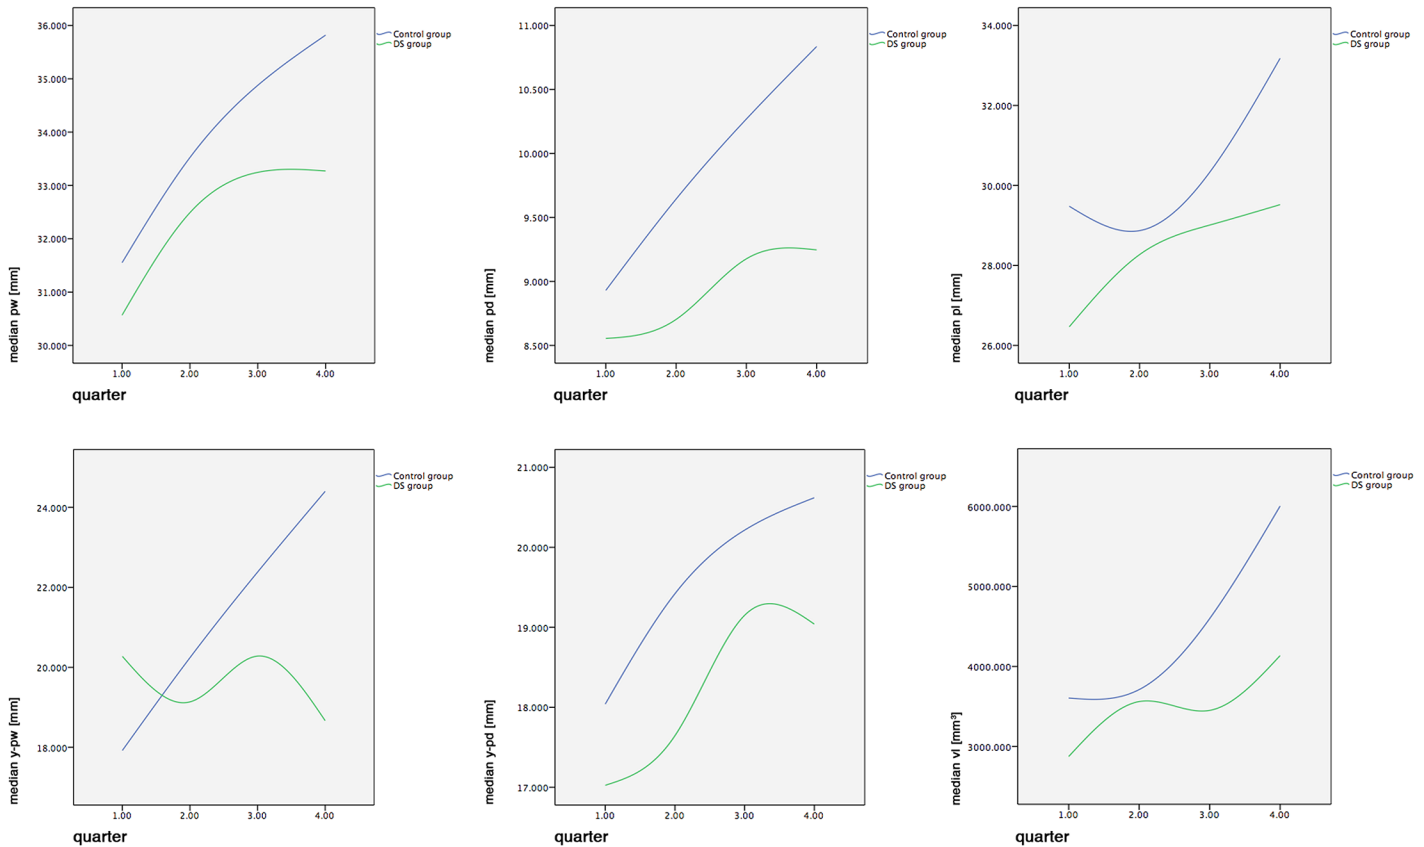 36.000
35.000
34.000
33.000
32.000
31.000
30.000
median pw [mm]
1.00 2.00 3.00 4.00
quarter
Control group
DS group
11.000
10.500
10.000
9.500
9.000
8.500
median pd [mm]
1.00 2.00 3.00 4.00
quarter
Control group
DS group
34.000
32.000
30.000
28.000
26.000
median pl [mm]
1.00 2.00 3.00 4.00
quarter
Control group
DS group
24.000
22.000
20.000
18.000
median y-pw [mm]
1.00 2.00 3.00 4.00
quarter
Control group
DS group
21.000
20.000
19.000
18.000
17.000
median y-pd [mm]
1.00 2.00 3.00 4.00
quarter
Control group
DS group
6000.000
5000.000
4000.000
3000.000
median vl [mm³]
1.00 2.00 3.00 4.00
quarter
Control group
DS group